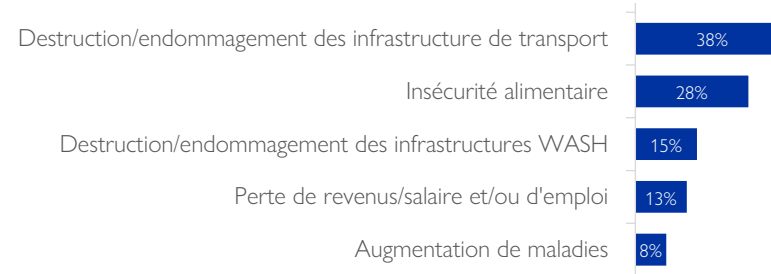 Destruction/endommagement des infrastructure de transport 38%
Insécurité alimentaire 28%
Destruction/endommagement des infrastructures WASH 15%
Perte de revenus/salaire et/ou d'emploi 13%
Augmentation de maladies 8%